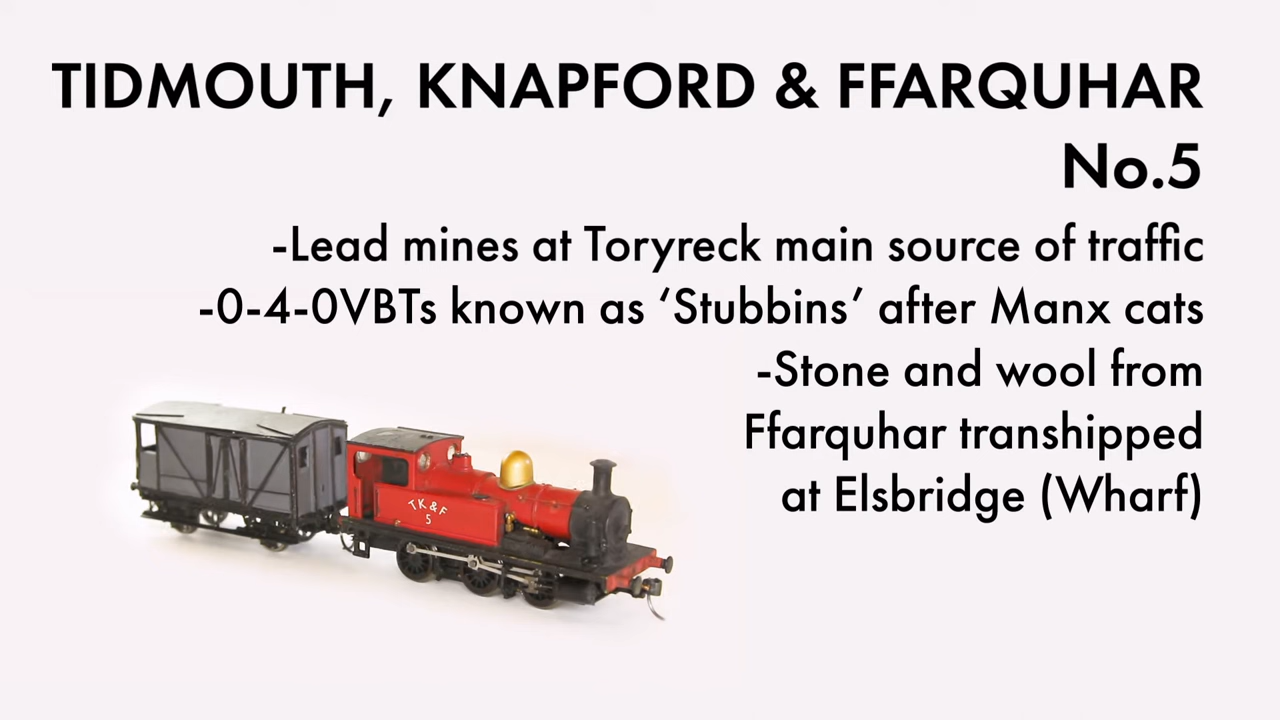 TIDMOUTH, KNAPFORD & FFARQUHAR
No.5
-Lead mines at Toryreck main source of traffic
-0-4-0VBTs known as ‘Stubbins’ after Manx cats
-Stone and wool from
Ffarquhar transhipped
at Elsbridge (Wharf)
TK&F
5